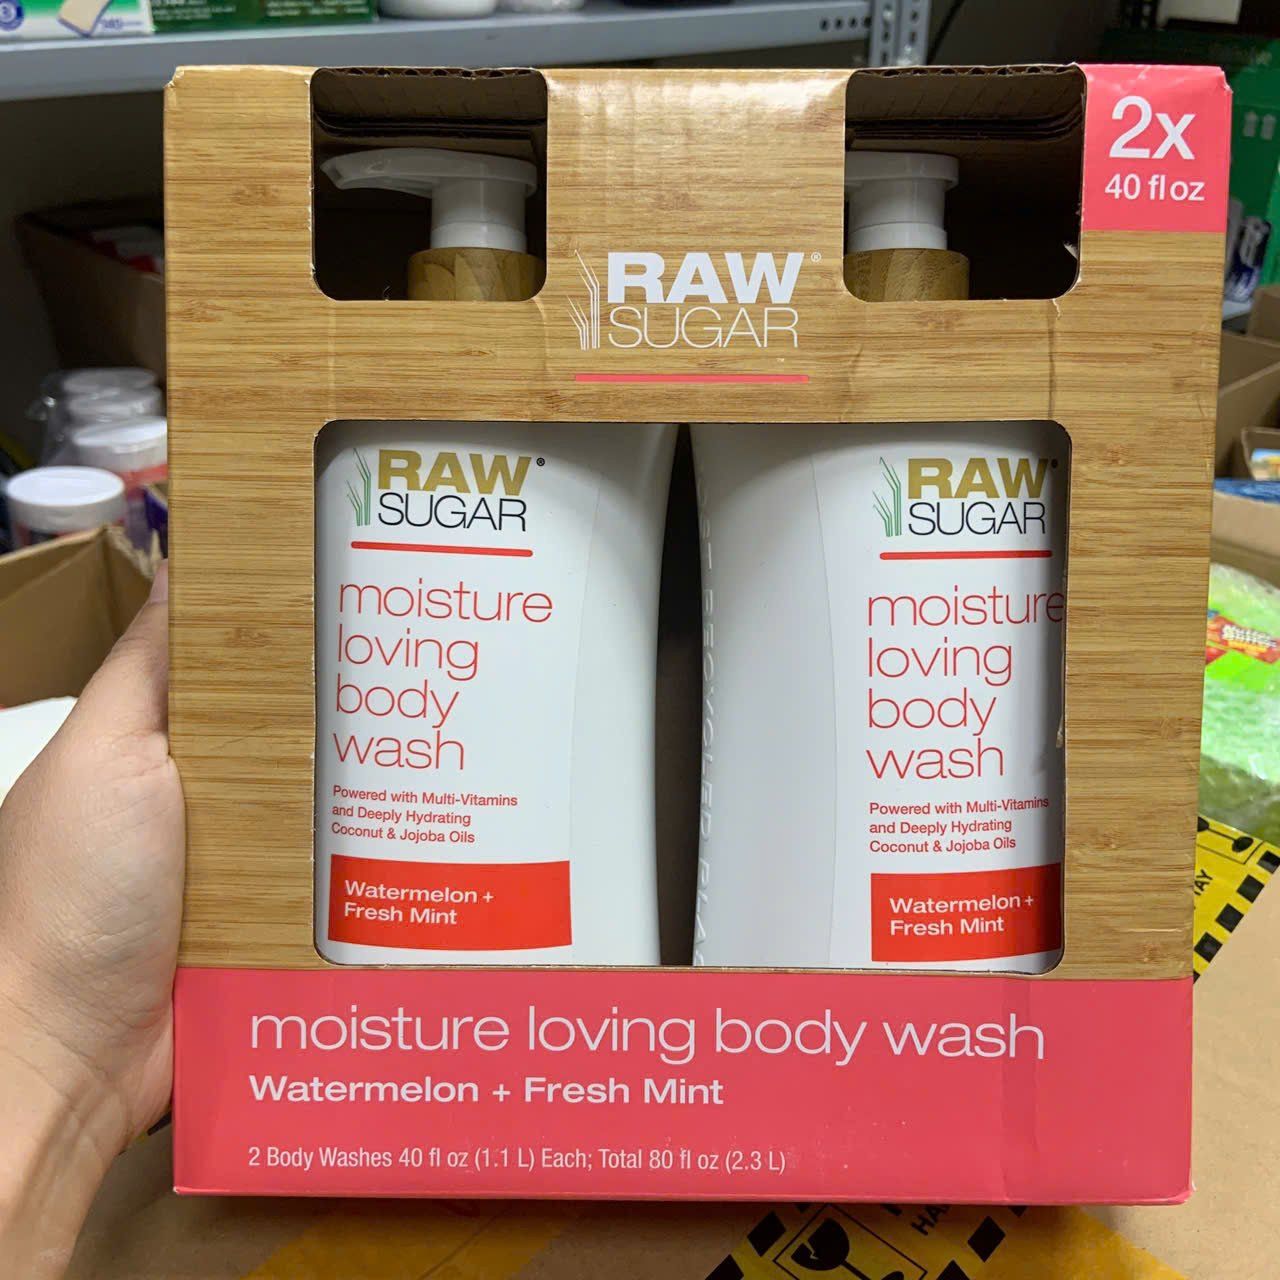 2x
40 fl oz
RAW®
SUGAR
RAW®
SUGAR
moisture
loving
body
wash
Powered with Multi-Vitamins
and Deeply Hydrating
Coconut & Jojoba Oils
Watermelon +
Fresh Mint
RAW®
SUGAR
moisture
loving
body
wash
Powered with Multi-Vitamins
and Deeply Hydrating
Coconut & Jojoba Oils
Watermelon +
Fresh Mint
moisture loving body wash
Watermelon + Fresh Mint
2 Body Washes 40 fl oz (1.1 L) Each; Total 80 fl oz (2.3 L)